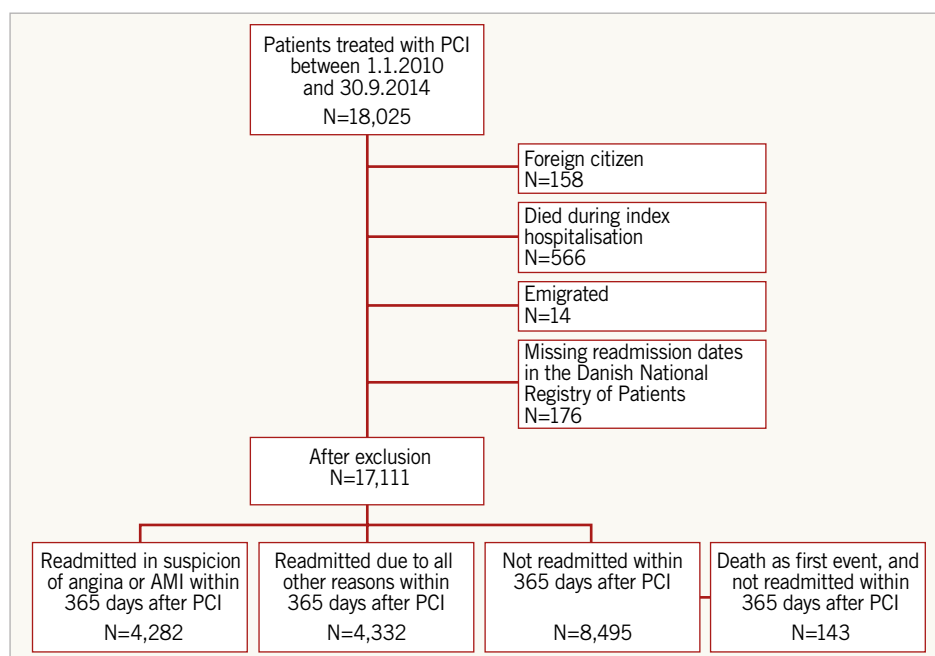 Patients treated with PCI
between 1.1.2010
and 30.9.2014
N=18,025
Foreign citizen
N=158
Died during index
hospitalisation
N=566
Emigrated
N=14
Missing readmission dates
in the Danish National
Registry of Patients
N=176
After exclusion
N=17,111
Readmitted in suspicion
of angina or AMI within
365 days after PCI
N=4,282
Readmitted due to all
other reasons within
365 days after PCI
N=4,332
Not readmitted within
365 days after PCI
N=8,495
Death as first event, and
not readmitted within
365 days after PCI
N=143